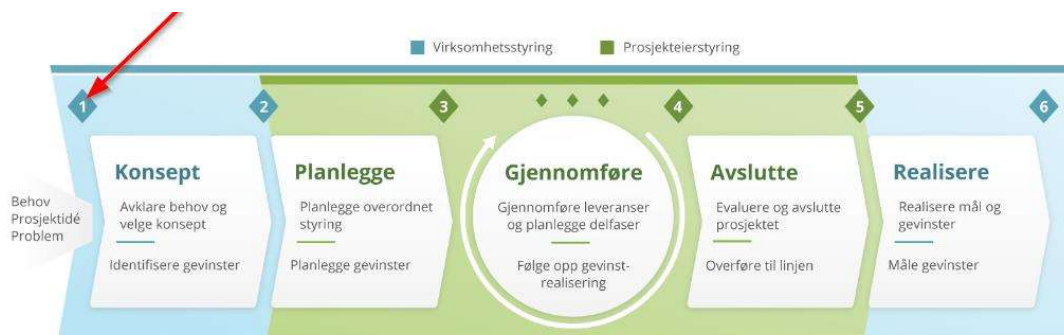 Virksomhetsstyring
Prosjekteierstyring
1
2
3
4
5
6
Behov
Prosjektidé
Problem
Konsept
Avklare behov og
velge konsept
Identifisere gevinster
Planlegge
Planlegge overordnet
styring
Planlegge gevinster
Gjennomføre
Gjennomføre leveranser
og planlegge delfaser
Følge opp gevinst-
realisering
Avslutte
Evaluere og avslutte
prosjektet
Overføre til linjen
Realisere
Realisere mål og
gevinster
Måle gevinster